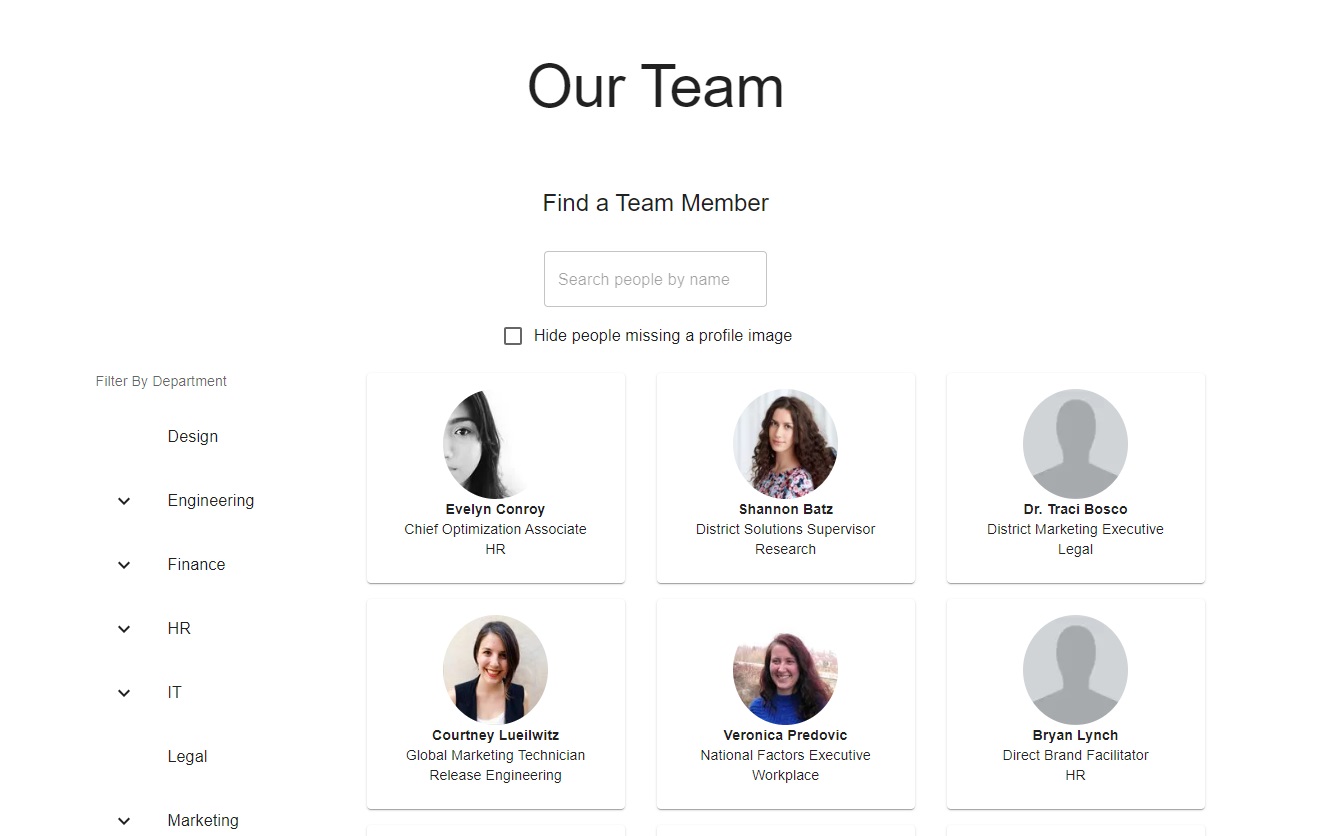 Our Team
Find a Team Member
Search people by name
Hide people missing a profile image
Filter By Department
Design
Engineering
Finance
HR
IT
Legal
Marketing
Evelyn Conroy
Chief Optimization Associate
HR
Shannon Batz
District Solutions Supervisor
Research
Dr. Traci Bosco
District Marketing Executive
Legal
Courtney Lueilwitz
Global Marketing Technician
Release Engineering
Veronica Predovic
National Factors Executive
Workplace
Bryan Lynch
Direct Brand Facilitator
HR